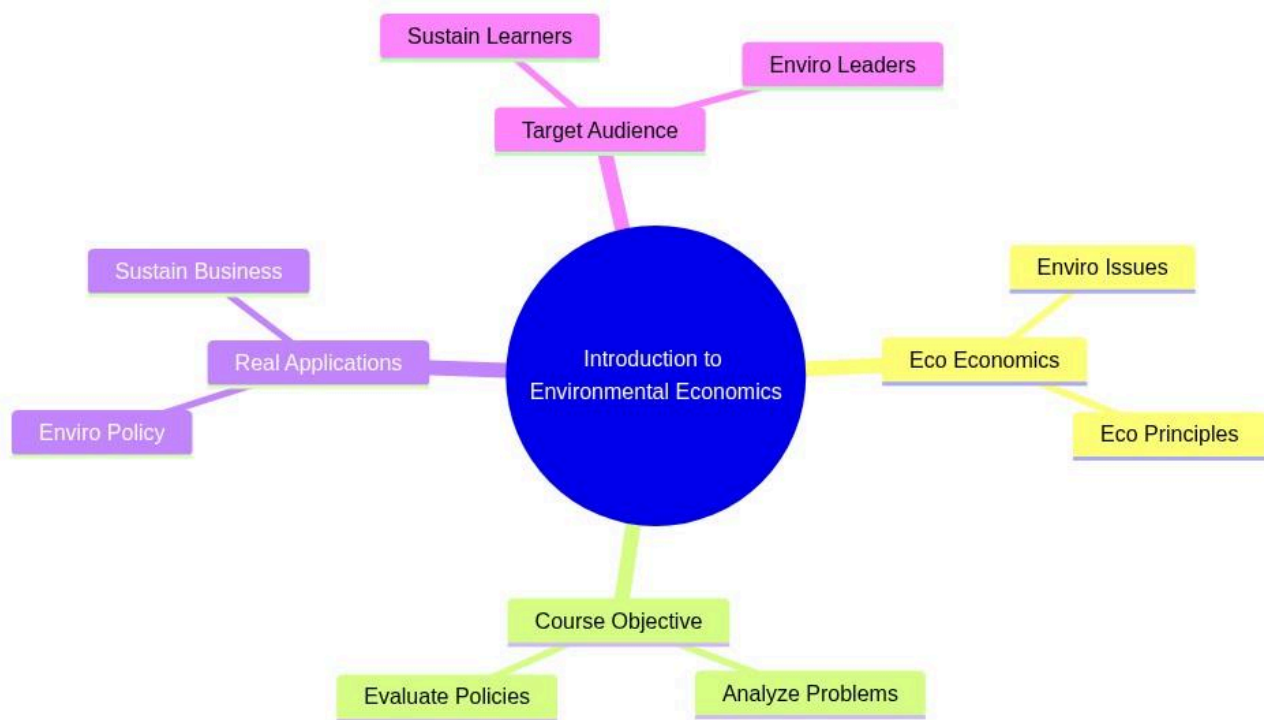 Sustain Learners
Enviro Leaders
Target Audience
Sustain Business
Enviro Issues
Real Applications
Introduction to
Environmental Economics
Eco Economics
Enviro Policy
Eco Principles
Course Objective
Evaluate Policies
Analyze Problems